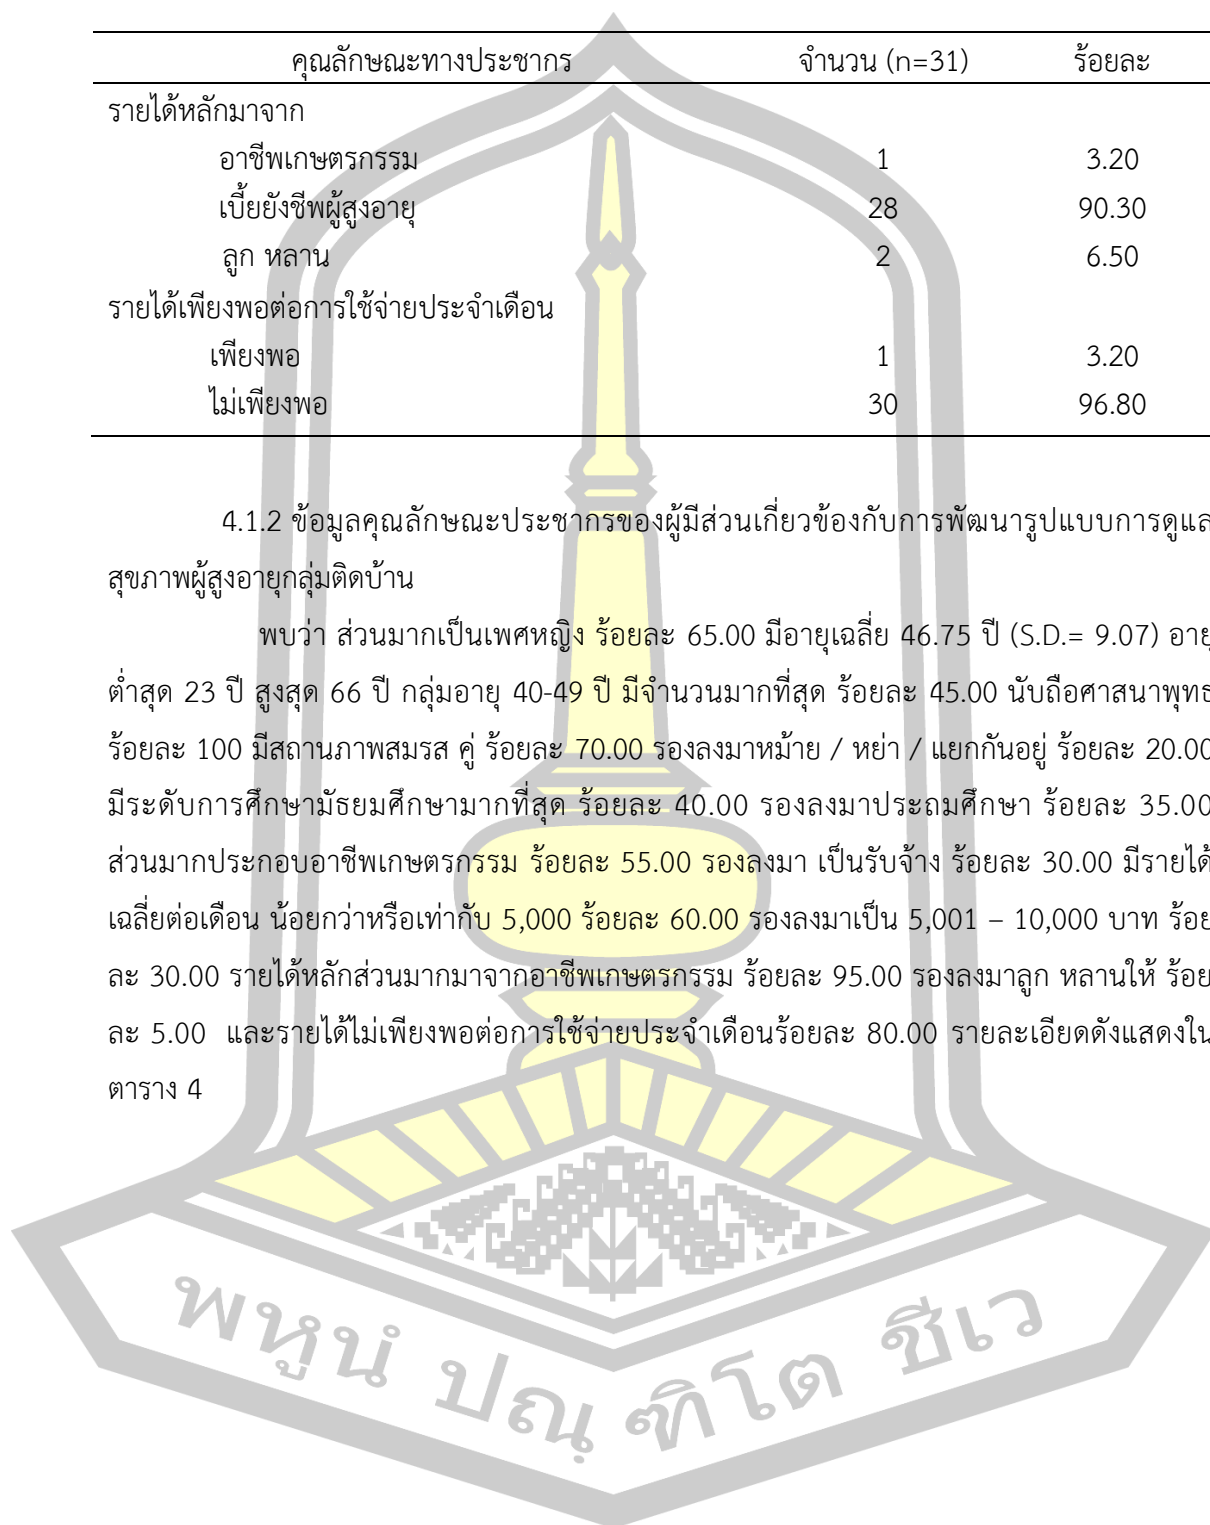 คุณลักษณะทางประชากร จำนวน (n=31) ร้อยละ
รายได้หลักมาจาก
อาชีพเกษตรกรรม 1 3.20
เบี้ยยังชีพผู้สูงอายุ 28 90.30
ลูก หลาน 2 6.50
รายได้เพียงพอต่อการใช้จ่ายประจำเดือน
เพียงพอ 1 3.20
ไม่เพียงพอ 30 96.80
4.1.2 ข้อมูลคุณลักษณะประชากรของผู้มีส่วนเกี่ยวข้องกับการพัฒนารูปแบบการดูแล
สุขภาพผู้สูงอายุกลุ่มติดบ้าน
พบว่า ส่วนมากเป็นเพศหญิง ร้อยละ 65.00 มีอายุเฉลี่ย 46.75 ปี (S.D.= 9.07) อายุ
ต่ำสุด 23 ปี สูงสุด 66 ปี กลุ่มอายุ 40-49 ปี มีจำนวนมากที่สุด ร้อยละ 45.00 นับถือศาสนาพุทธ
ร้อยละ 100 มีสถานภาพสมรส คู่ ร้อยละ 70.00 รองลงมาหม้าย / หย่า / แยกกันอยู่ ร้อยละ 20.00
มีระดับการศึกษามัธยมศึกษามากที่สุด ร้อยละ 40.00 รองลงมาประถมศึกษา ร้อยละ 35.00
ส่วนมากประกอบอาชีพเกษตรกรรม ร้อยละ 55.00 รองลงมา เป็นรับจ้าง ร้อยละ 30.00 มีรายได้
เฉลี่ยต่อเดือน น้อยกว่าหรือเท่ากับ 5,000 ร้อยละ 60.00 รองลงมาเป็น 5,001 – 10,000 บาท ร้อย
ละ 30.00 รายได้หลักส่วนมากมาจากอาชีพเกษตรกรรม ร้อยละ 95.00 รองลงมาลูก หลานให้ ร้อย
ละ 5.00 และรายได้ไม่เพียงพอต่อการใช้จ่ายประจำเดือนร้อยละ 80.00 รายละเอียดดังแสดงใน
ตาราง 4
พหูนํ ปณฺฑิโต ชีเว